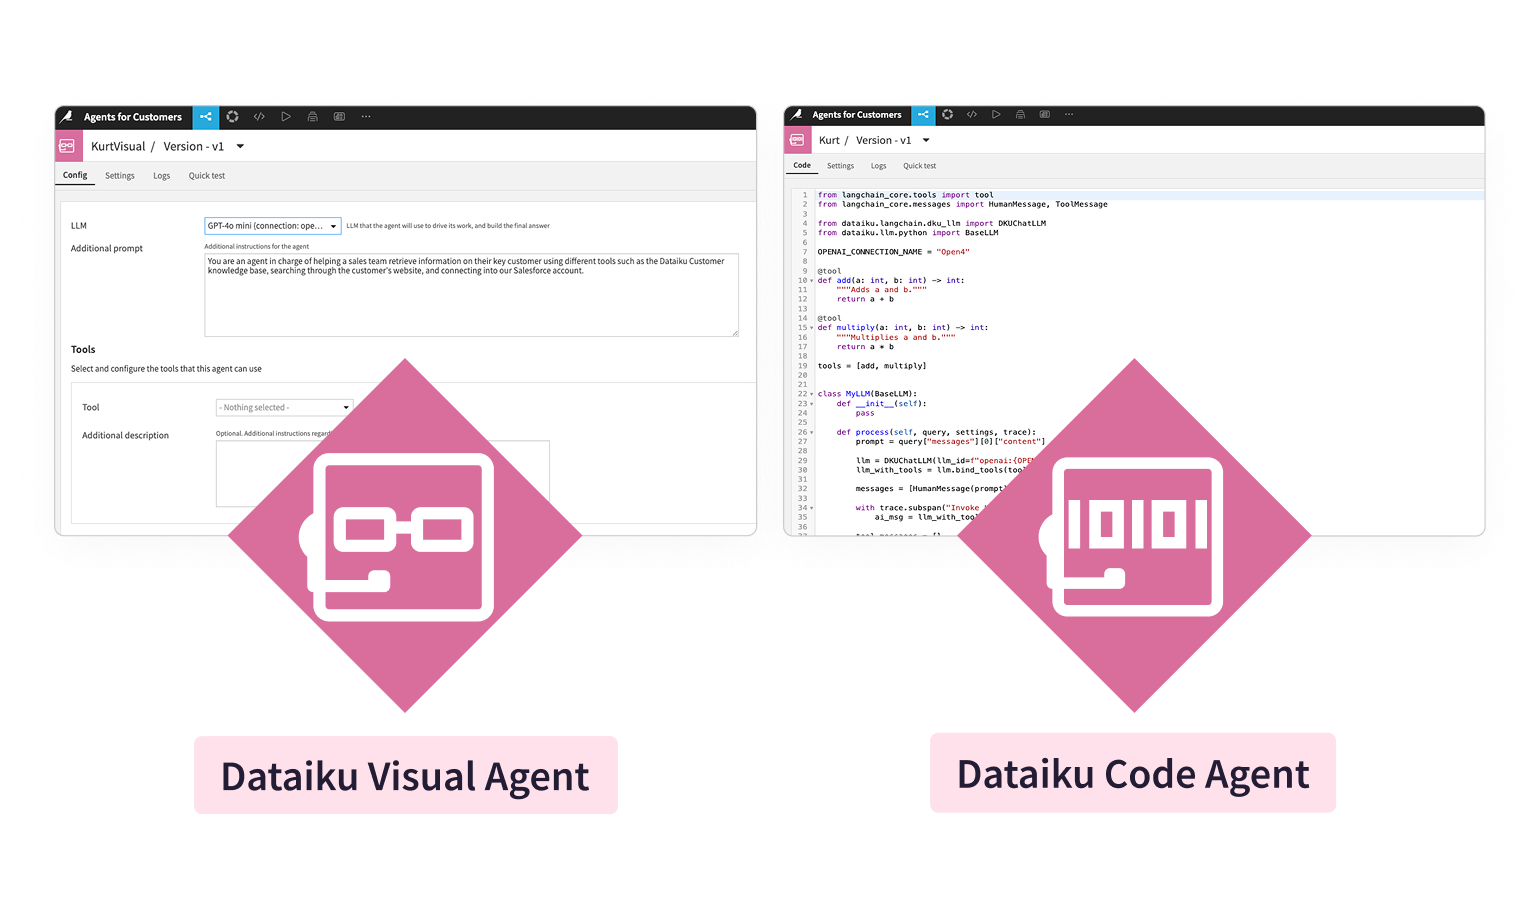 Agents for Customers
KurtVisual / Version - v1
Config Settings Logs Quick test
LLM GPT-4o mini (connection: ope... LLM that the agent will use to drive its work, and build the final answer
Additional prompt Additional instructions for the agent
You are an agent in charge of helping a sales team retrieve information on their key customer using different tools such as the Dataiku Customer
knowledge base, searching through the customer's website, and connecting into our Salesforce account.
Tools
Select and configure the tools that this agent can use
Tool - Nothing selected -
Additional description Optional. Additional instructions
Dataiku Visual Agent
Agents for Customers
Kurt / Version - v1
Code Settings Logs Quick test
1 from langchain_core.tools import tool
2 from langchain_core.messages import HumanMessage, ToolMessage
3
4 from dataiku.langchain.dku_llm import DKUChatLLM
5 from dataiku.llm.python import BaseLLM
6
7 OPENAI_CONNECTION_NAME = "Open4"
8
9 @tool
10 def add(a: int, b: int) -> int:
11 """Adds a and b."""
12 return a + b
13
14 @tool
15 def multiply(a: int, b: int) -> int:
16 """Multiplies a and b."""
17 return a * b
18
19 tools = [add, multiply]
20
21
22 class MyLLM(BaseLLM):
23 def __init__(self):
24 pass
25
26 def process(self, query, settings, trace):
27 prompt = query["messages"][0]["content"]
28
29 llm = DKUChatLLM(llm_id=f"openai:{OPEN
30 llm_with_tools = llm.bind_tools(too
31
32 messages = [HumanMessage(prompt)
33
34 with trace.subspan("Invoke
35 ai_msg = llm_with_tool
36
Dataiku Code Agent